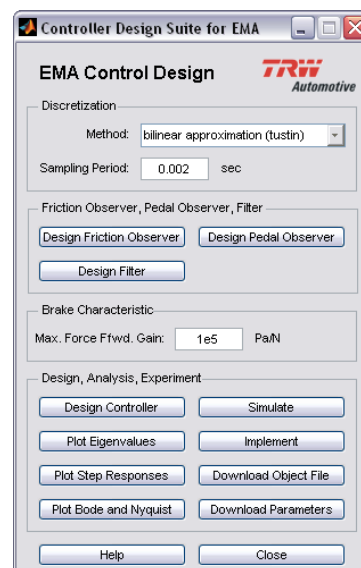 Controller Design Suite for EMA
EMA Control Design
TRW
Automotive
Discretization
Method: bilinear approximation (tustin)
Sampling Period: 0.002 sec
Friction Observer, Pedal Observer, Filter
Design Friction Observer Design Pedal Observer
Design Filter
Brake Characteristic
Max. Force Ffwd. Gain: 1e5 Pa/N
Design, Analysis, Experiment
Design Controller Simulate
Plot Eigenvalues Implement
Plot Step Responses Download Object File
Plot Bode and Nyquist Download Parameters
Help Close